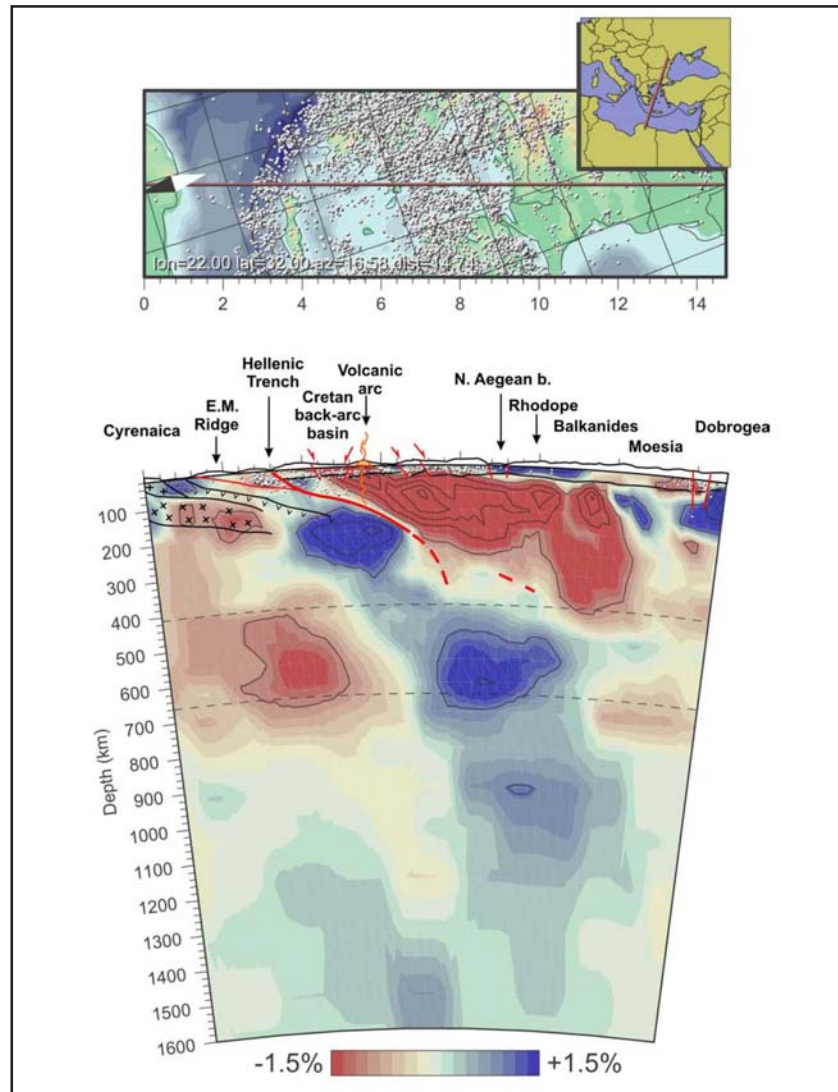 lon=22.00 lat=32.00 az=16.58 dist=14.74
0 2 4 6 8 10 12 14
Hellenic
Trench
Volcanic
arc
N. Aegean b.
Cretan
back-arc
basin
E.M.
Ridge
Rhodope
Cyrenaica
Balkanides
Dobrogea
Moesia
100
200
300
400
500
600
700
800
900
1000
1100
1200
1300
1400
1500
1600
Depth (km)
-1.5% +1.5%